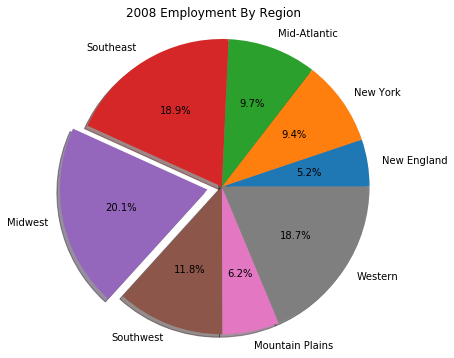 2008 Employment By Region
Mid-Atlantic
Southeast
New York
New England
Midwest
Southwest
Mountain Plains
Western
9.7%
18.9%
9.4%
5.2%
20.1%
11.8%
6.2%
18.7%